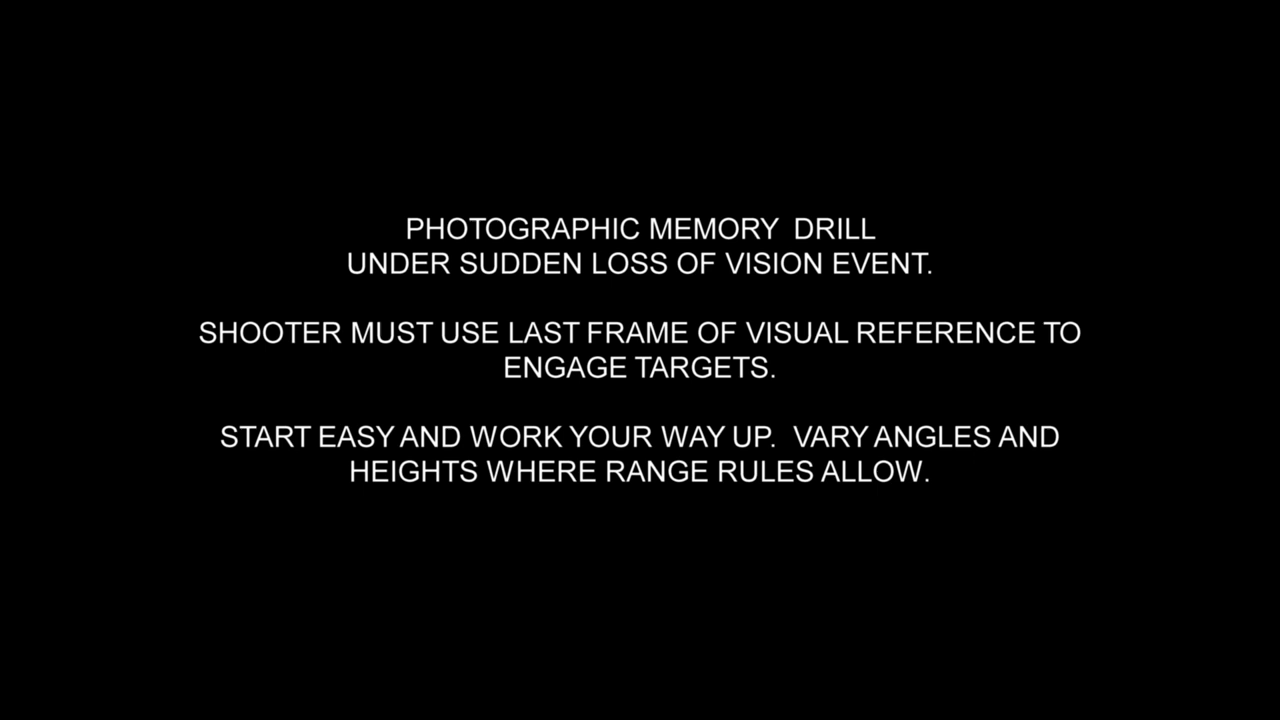 PHOTOGRAPHIC MEMORY  DRILL
UNDER SUDDEN LOSS OF VISION EVENT.
SHOOTER MUST USE LAST FRAME OF VISUAL REFERENCE TO
ENGAGE TARGETS.
START EASY AND WORK YOUR WAY UP.  VARY ANGLES AND
HEIGHTS WHERE RANGE RULES ALLOW.